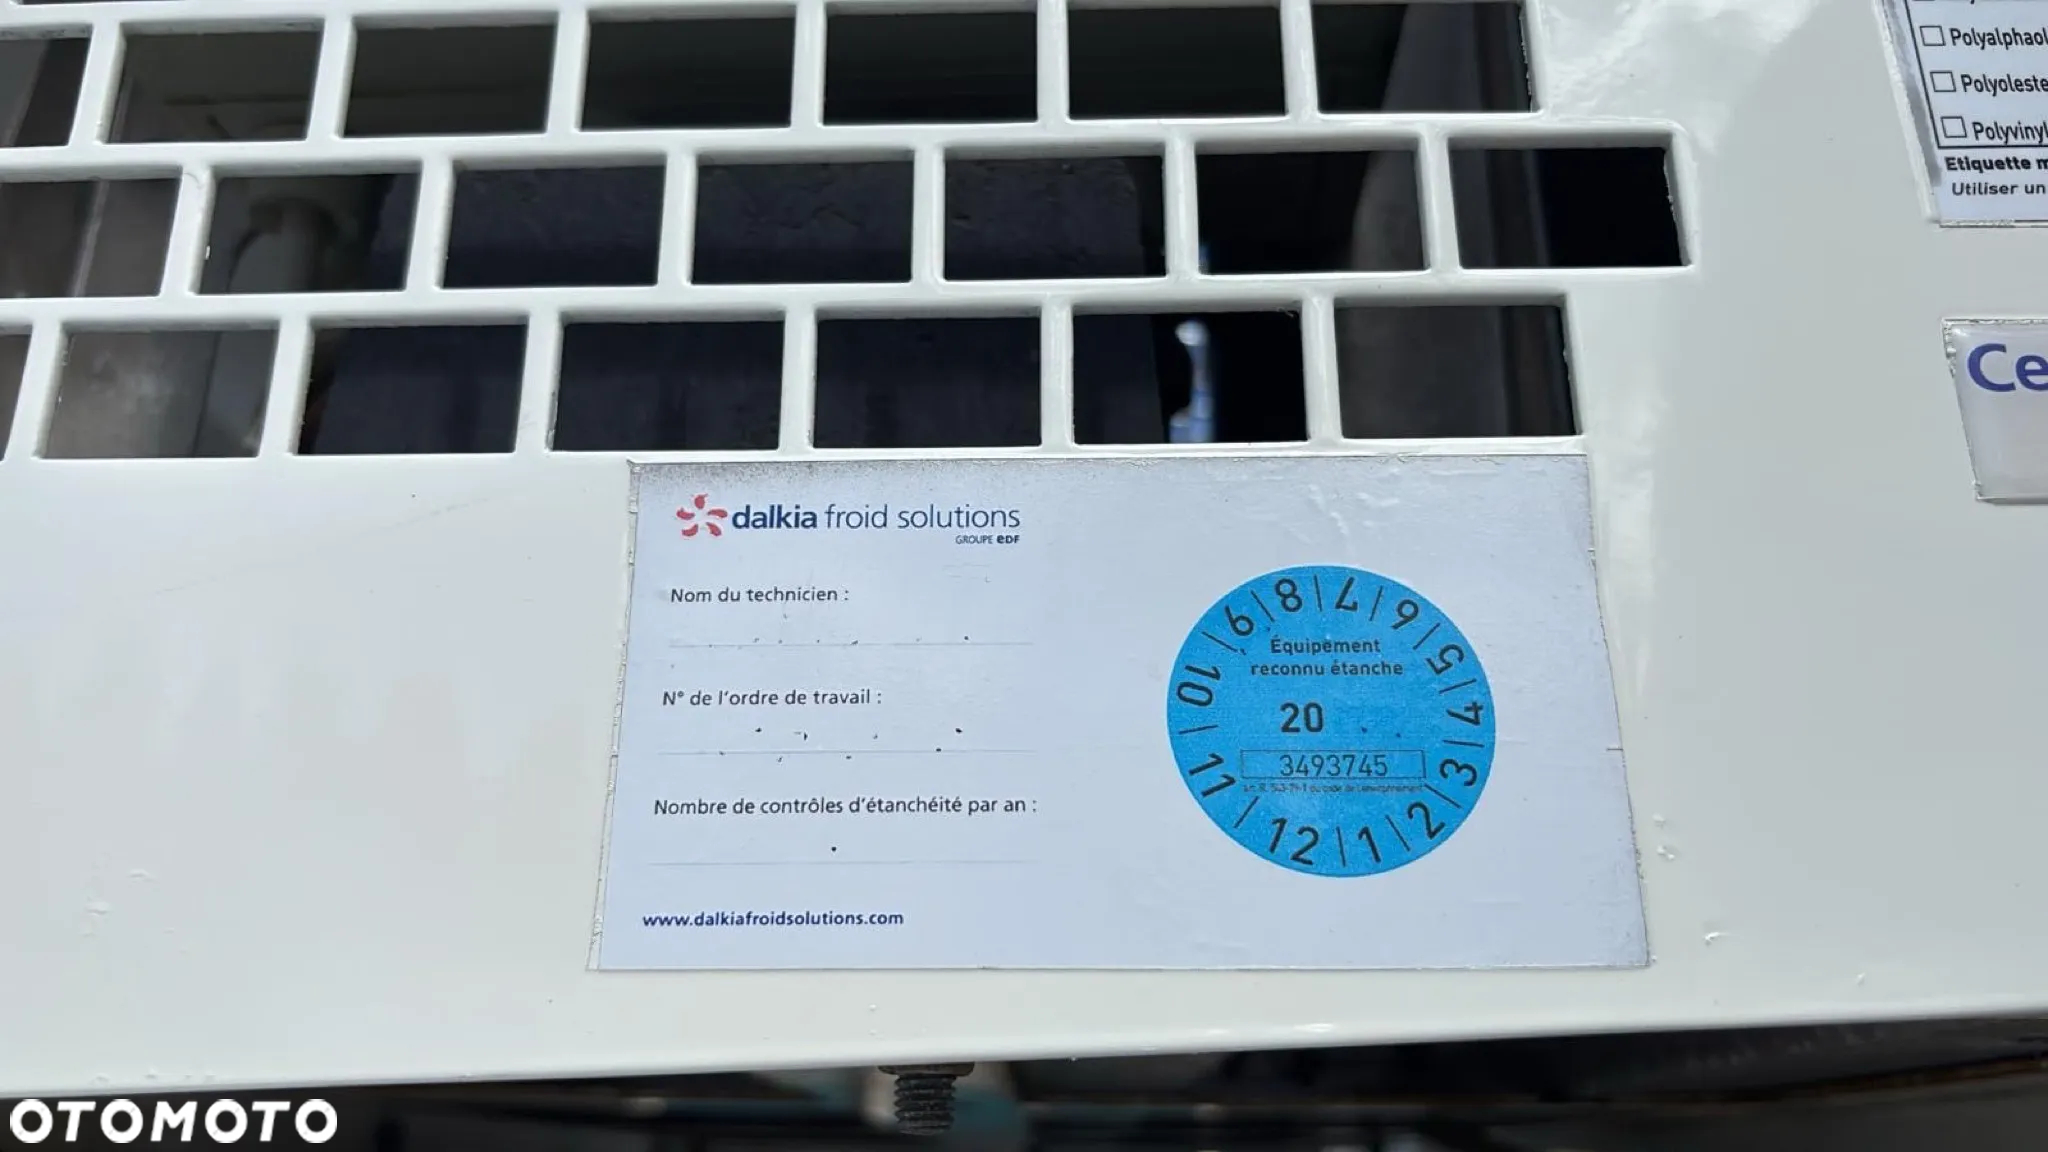 Polyalphaol
Polyoleste
Polyvinyl
Etiquette m
Utiliser un
Ce
dalkia froid solutions
GROUPE eDF
Nom du technicien :
N° de l'ordre de travail :
Nombre de contrôles d'étanchéité par an :
www.dalkiafroidsolutions.com
9 8 7 6 5 4 3 2 1 12 11 10
Équipement
reconnu étanche
20
3493745
OTOMOTO